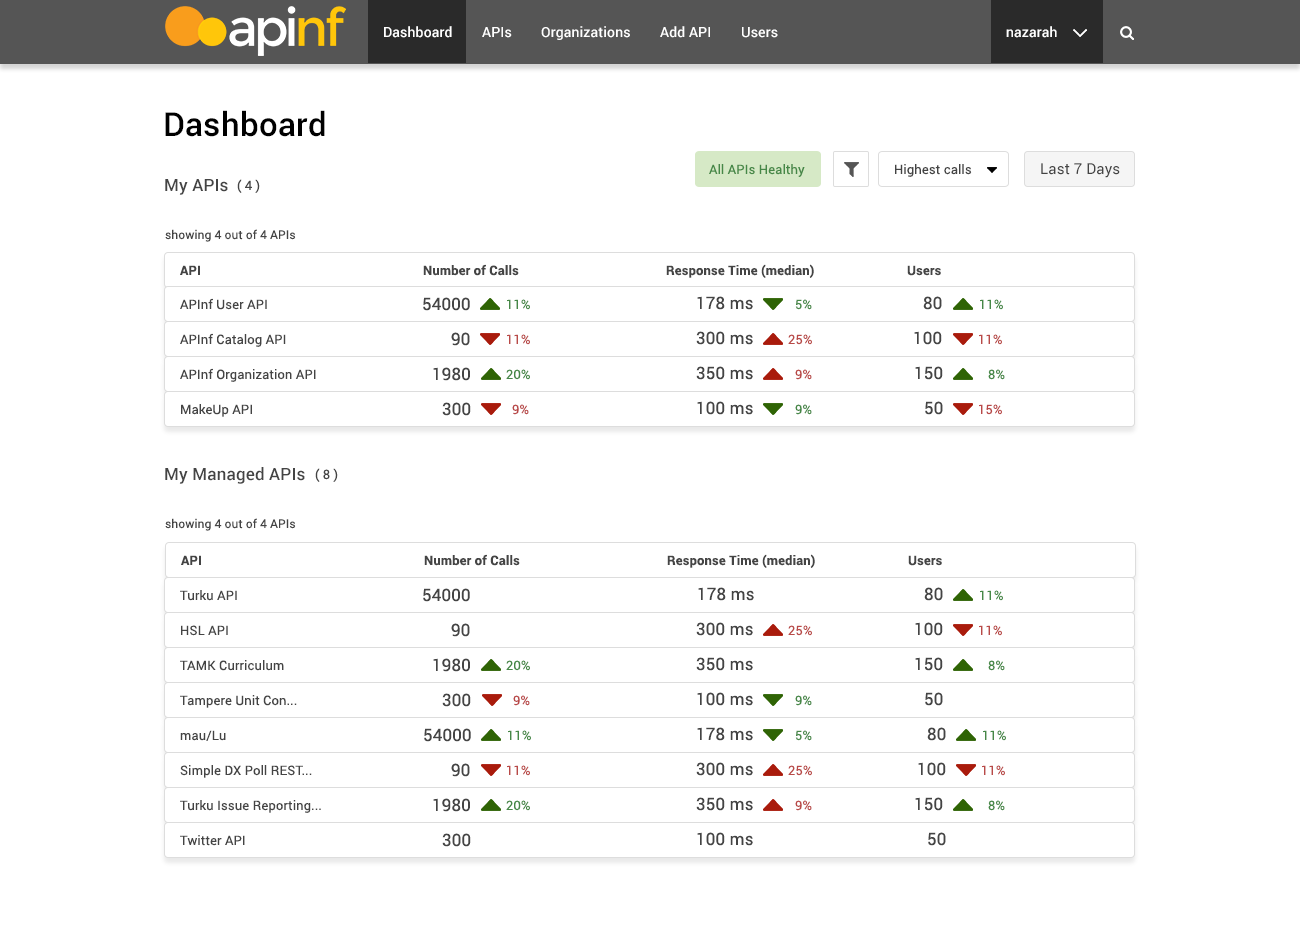 apinf Dashboard APIs Organizations Add API Users nazarah
Dashboard
All APIs Healthy Highest calls Last 7 Days
My APIs (4)
showing 4 out of 4 APIs
API Number of Calls Response Time (median) Users
APInf User API 54000 11% 178 ms 5% 80 11%
APInf Catalog API 90 11% 300 ms 25% 100 11%
APInf Organization API 1980 20% 350 ms 9% 150 8%
MakeUp API 300 9% 100 ms 9% 50 15%
My Managed APIs (8)
showing 4 out of 4 APIs
API Number of Calls Response Time (median) Users
Turku API 54000 178 ms 80 11%
HSL API 90 300 ms 25% 100 11%
TAMK Curriculum 1980 20% 350 ms 150 8%
Tampere Unit Con... 300 9% 100 ms 9% 50
mau/Lu 54000 11% 178 ms 5% 80 11%
Simple DX Poll REST... 90 11% 300 ms 25% 100 11%
Turku Issue Reporting... 1980 20% 350 ms 9% 150 8%
Twitter API 300 100 ms 50